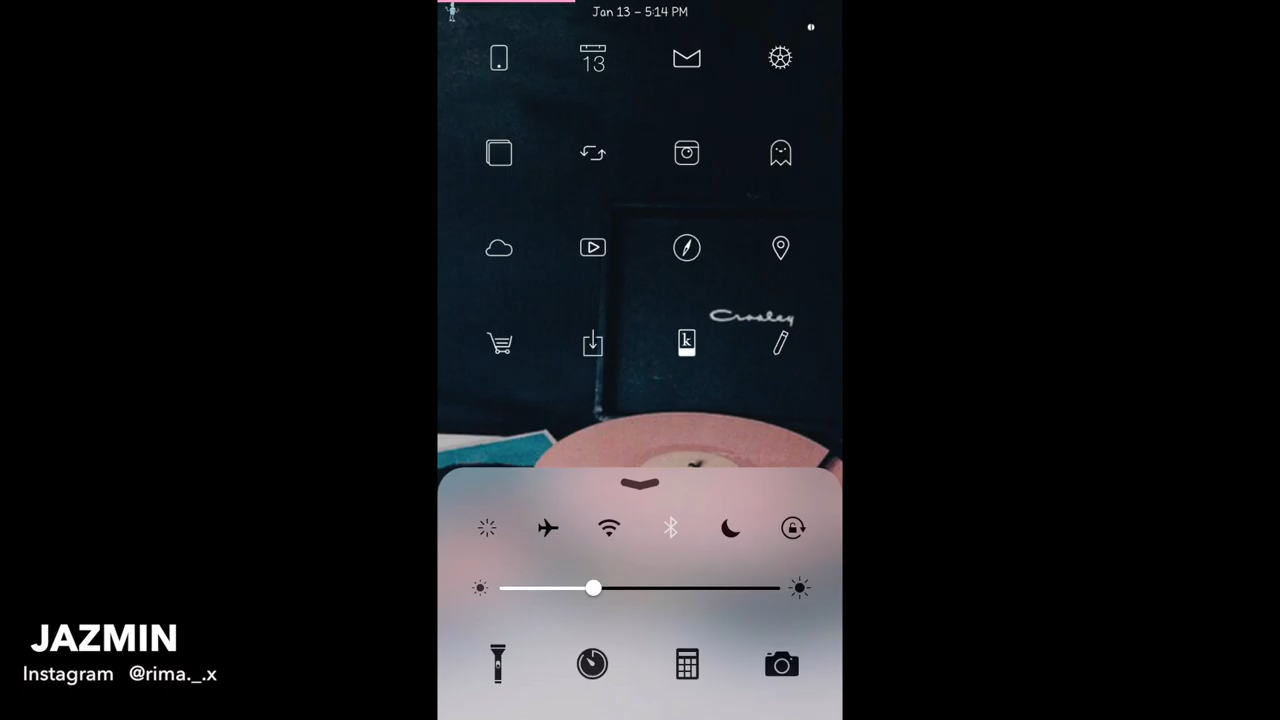 Jan 13 – 5:14 PM
13
Crosley
k
JAZMIN
Instagram @rima._.x